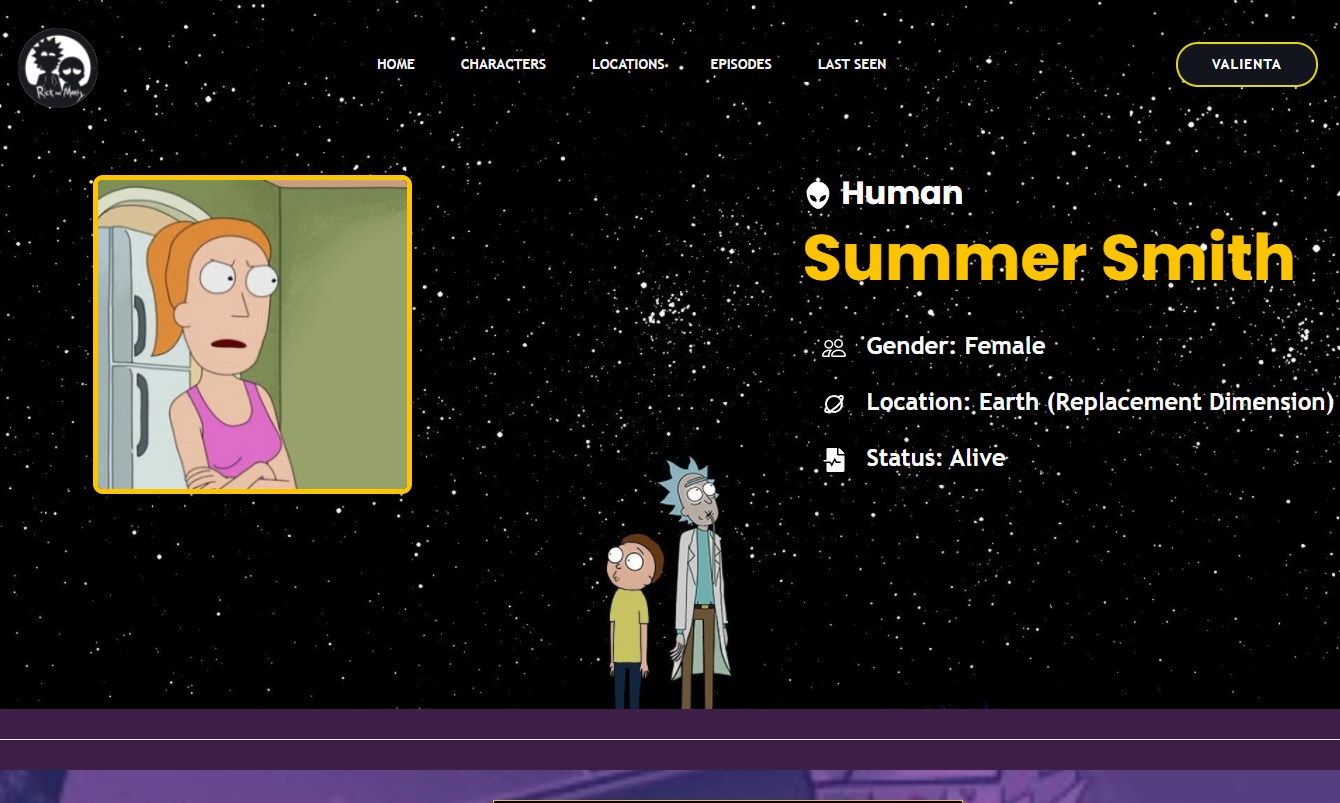 Rick and Morty
HOME
CHARACTERS
LOCATIONS
EPISODES
LAST SEEN
VALIENTA
Human
Summer Smith
Gender: Female
Location: Earth (Replacement Dimension)
Status: Alive